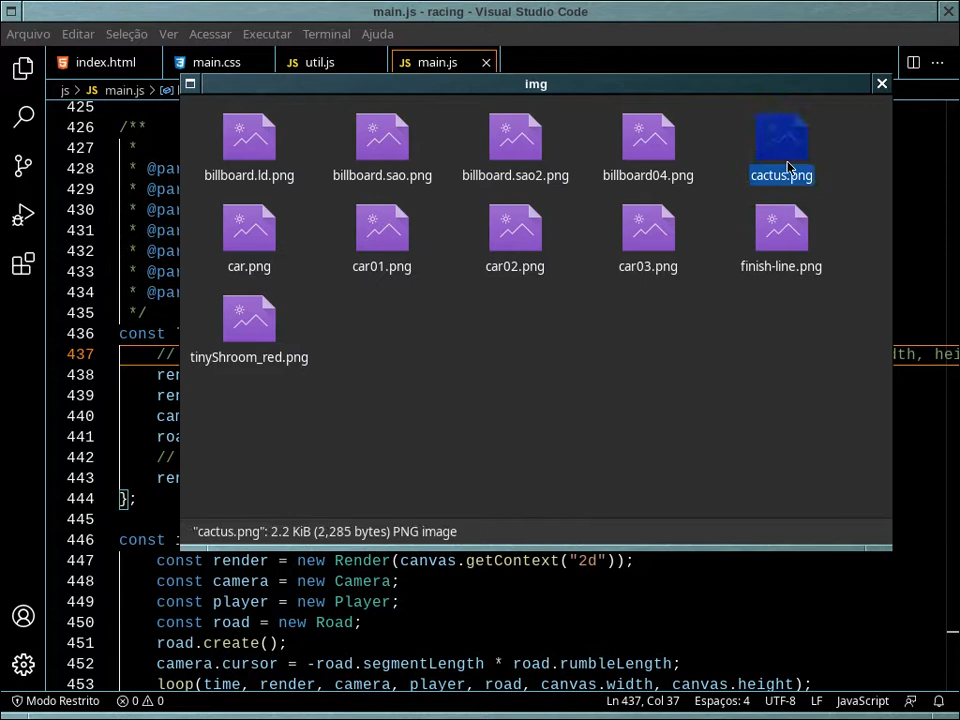 main.js - racing - Visual Studio Code
Arquivo Editar Seleção Ver Acessar Executar Terminal Ajuda
index.html main.css util.js main.js
js > main.js >
img
billboard.ld.png billboard.sao.png billboard.sao2.png billboard04.png cactus.png
car.png car01.png car02.png car03.png finish-line.png
tinyShroom_red.png
"cactus.png": 2.2 KiB (2,285 bytes) PNG image
425
426 /**
427 *
428 * @par
429 * @par
430 * @par
431 * @par
432 * @par
433 * @par
434 * @par
435 */
436 const
437 // dth, hei
438 ren
439 ren
440 cam
441 roa
442 //
443 ren
444 };
445
446 const i
447 const render = new Render(canvas.getContext("2d"));
448 const camera = new Camera;
449 const player = new Player;
450 const road = new Road;
451 road.create();
452 camera.cursor = -road.segmentLength * road.rumbleLength;
453 loop(time, render, camera, player, road, canvas.width, canvas.height);
Modo Restrito 0 0 Ln 437, Col 37 Espaços: 4 UTF-8 LF JavaScript